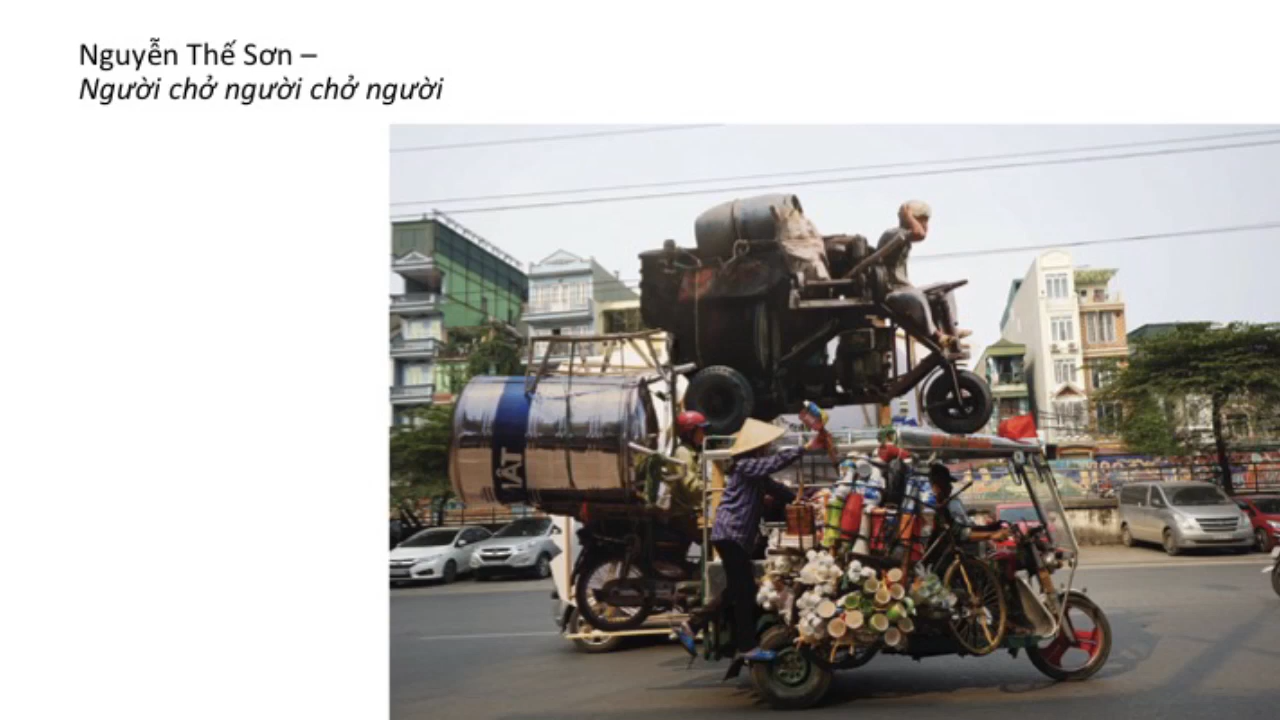 Nguyễn Thế Sơn –
Người chở người chở người